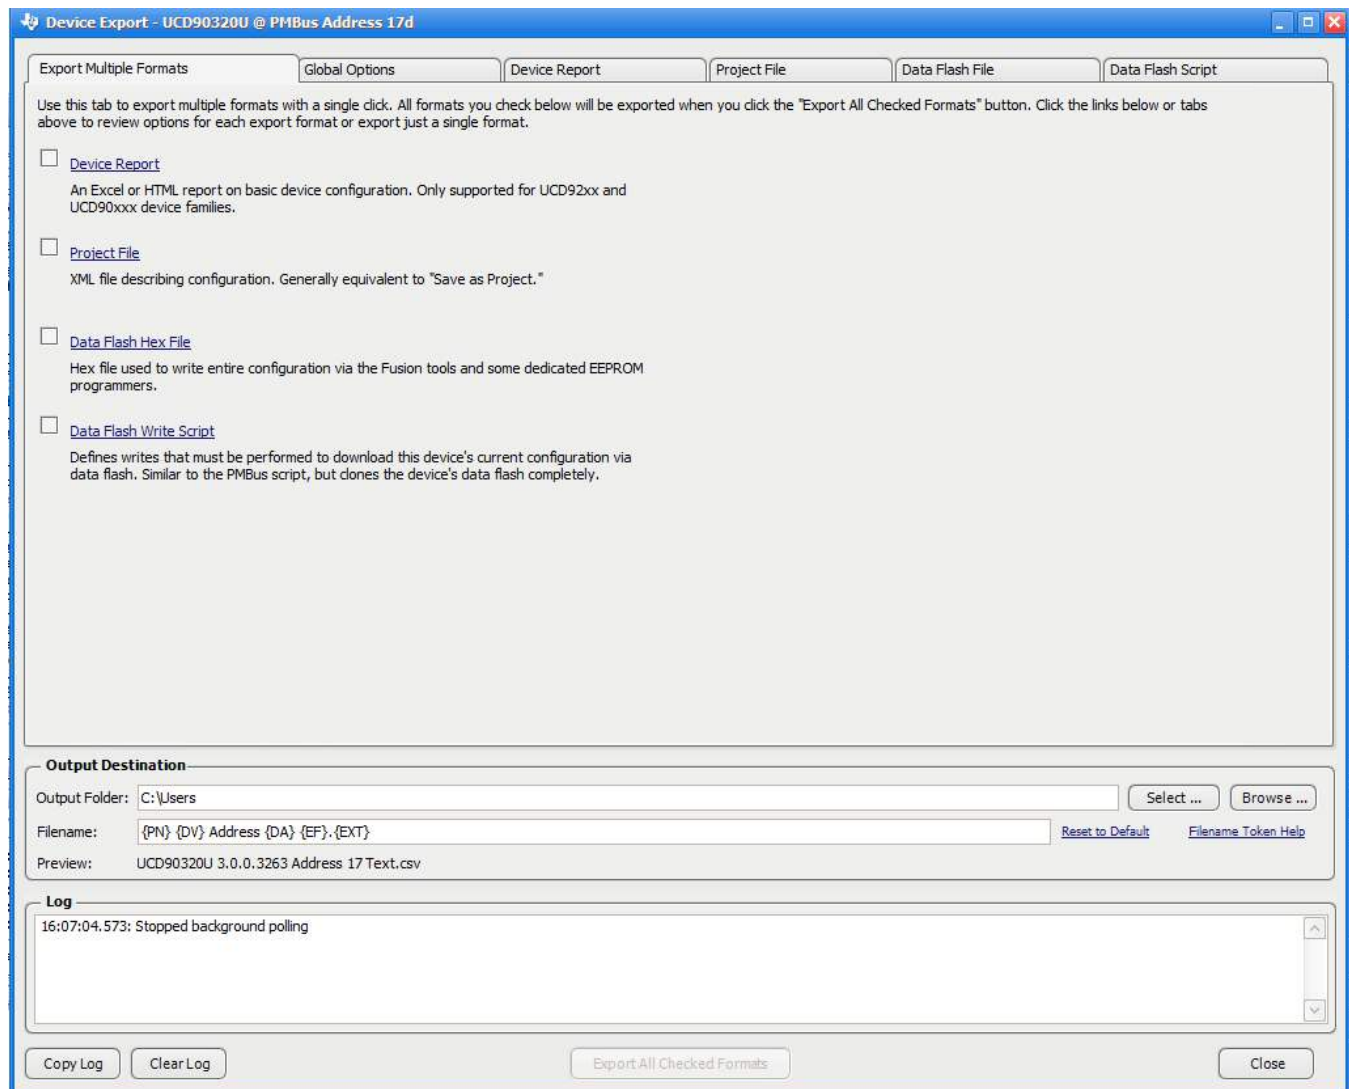 Device Export - UCD90320U @ PMBus Address 17d
Export Multiple Formats
Global Options
Device Report
Project File
Data Flash File
Data Flash Script
Use this tab to export multiple formats with a single click. All formats you check below will be exported when you click the "Export All Checked Formats" button. Click the links below or tabs
above to review options for each export format or export just a single format.
Device Report
An Excel or HTML report on basic device configuration. Only supported for UCD92xx and
UCD90xxx device families.
Project File
XML file describing configuration. Generally equivalent to "Save as Project."
Data Flash Hex File
Hex file used to write entire configuration via the Fusion tools and some dedicated EEPROM
programmers.
Data Flash Write Script
Defines writes that must be performed to download this device's current configuration via
data flash. Similar to the PMBus script, but clones the device's data flash completely.
Output Destination
Output Folder: C:\Users Select ... Browse ...
Filename: {PN} {DV} Address {DA} {EF}.{EXT} Reset to Default Filename Token Help
Preview: UCD90320U 3.0.0.3263 Address 17 Text.csv
Log
16:07:04.573: Stopped background polling
Copy Log Clear Log Export All Checked Formats Close